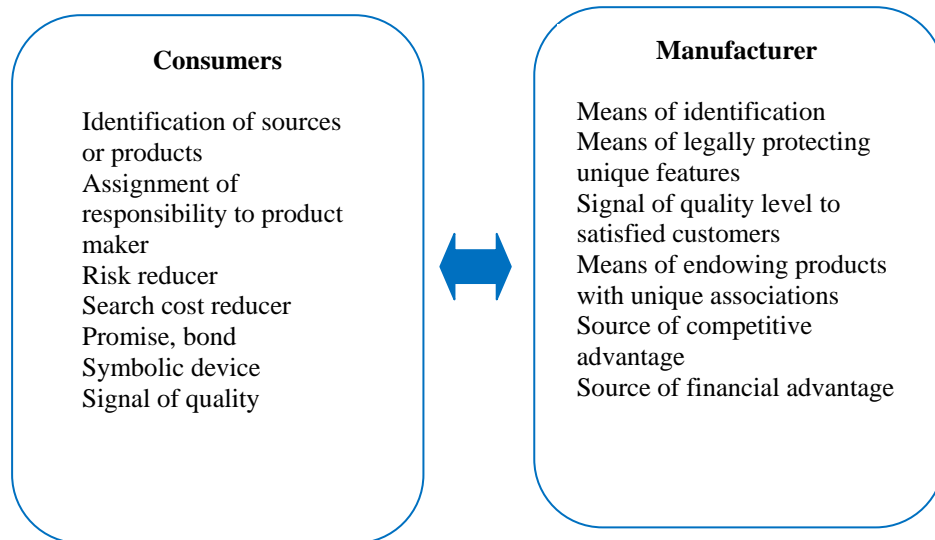 Consumers
Identification of sources
or products
Assignment of
responsibility to product
maker
Risk reducer
Search cost reducer
Promise, bond
Symbolic device
Signal of quality
Manufacturer
Means of identification
Means of legally protecting
unique features
Signal of quality level to
satisfied customers
Means of endowing products
with unique associations
Source of competitive
advantage
Source of financial advantage